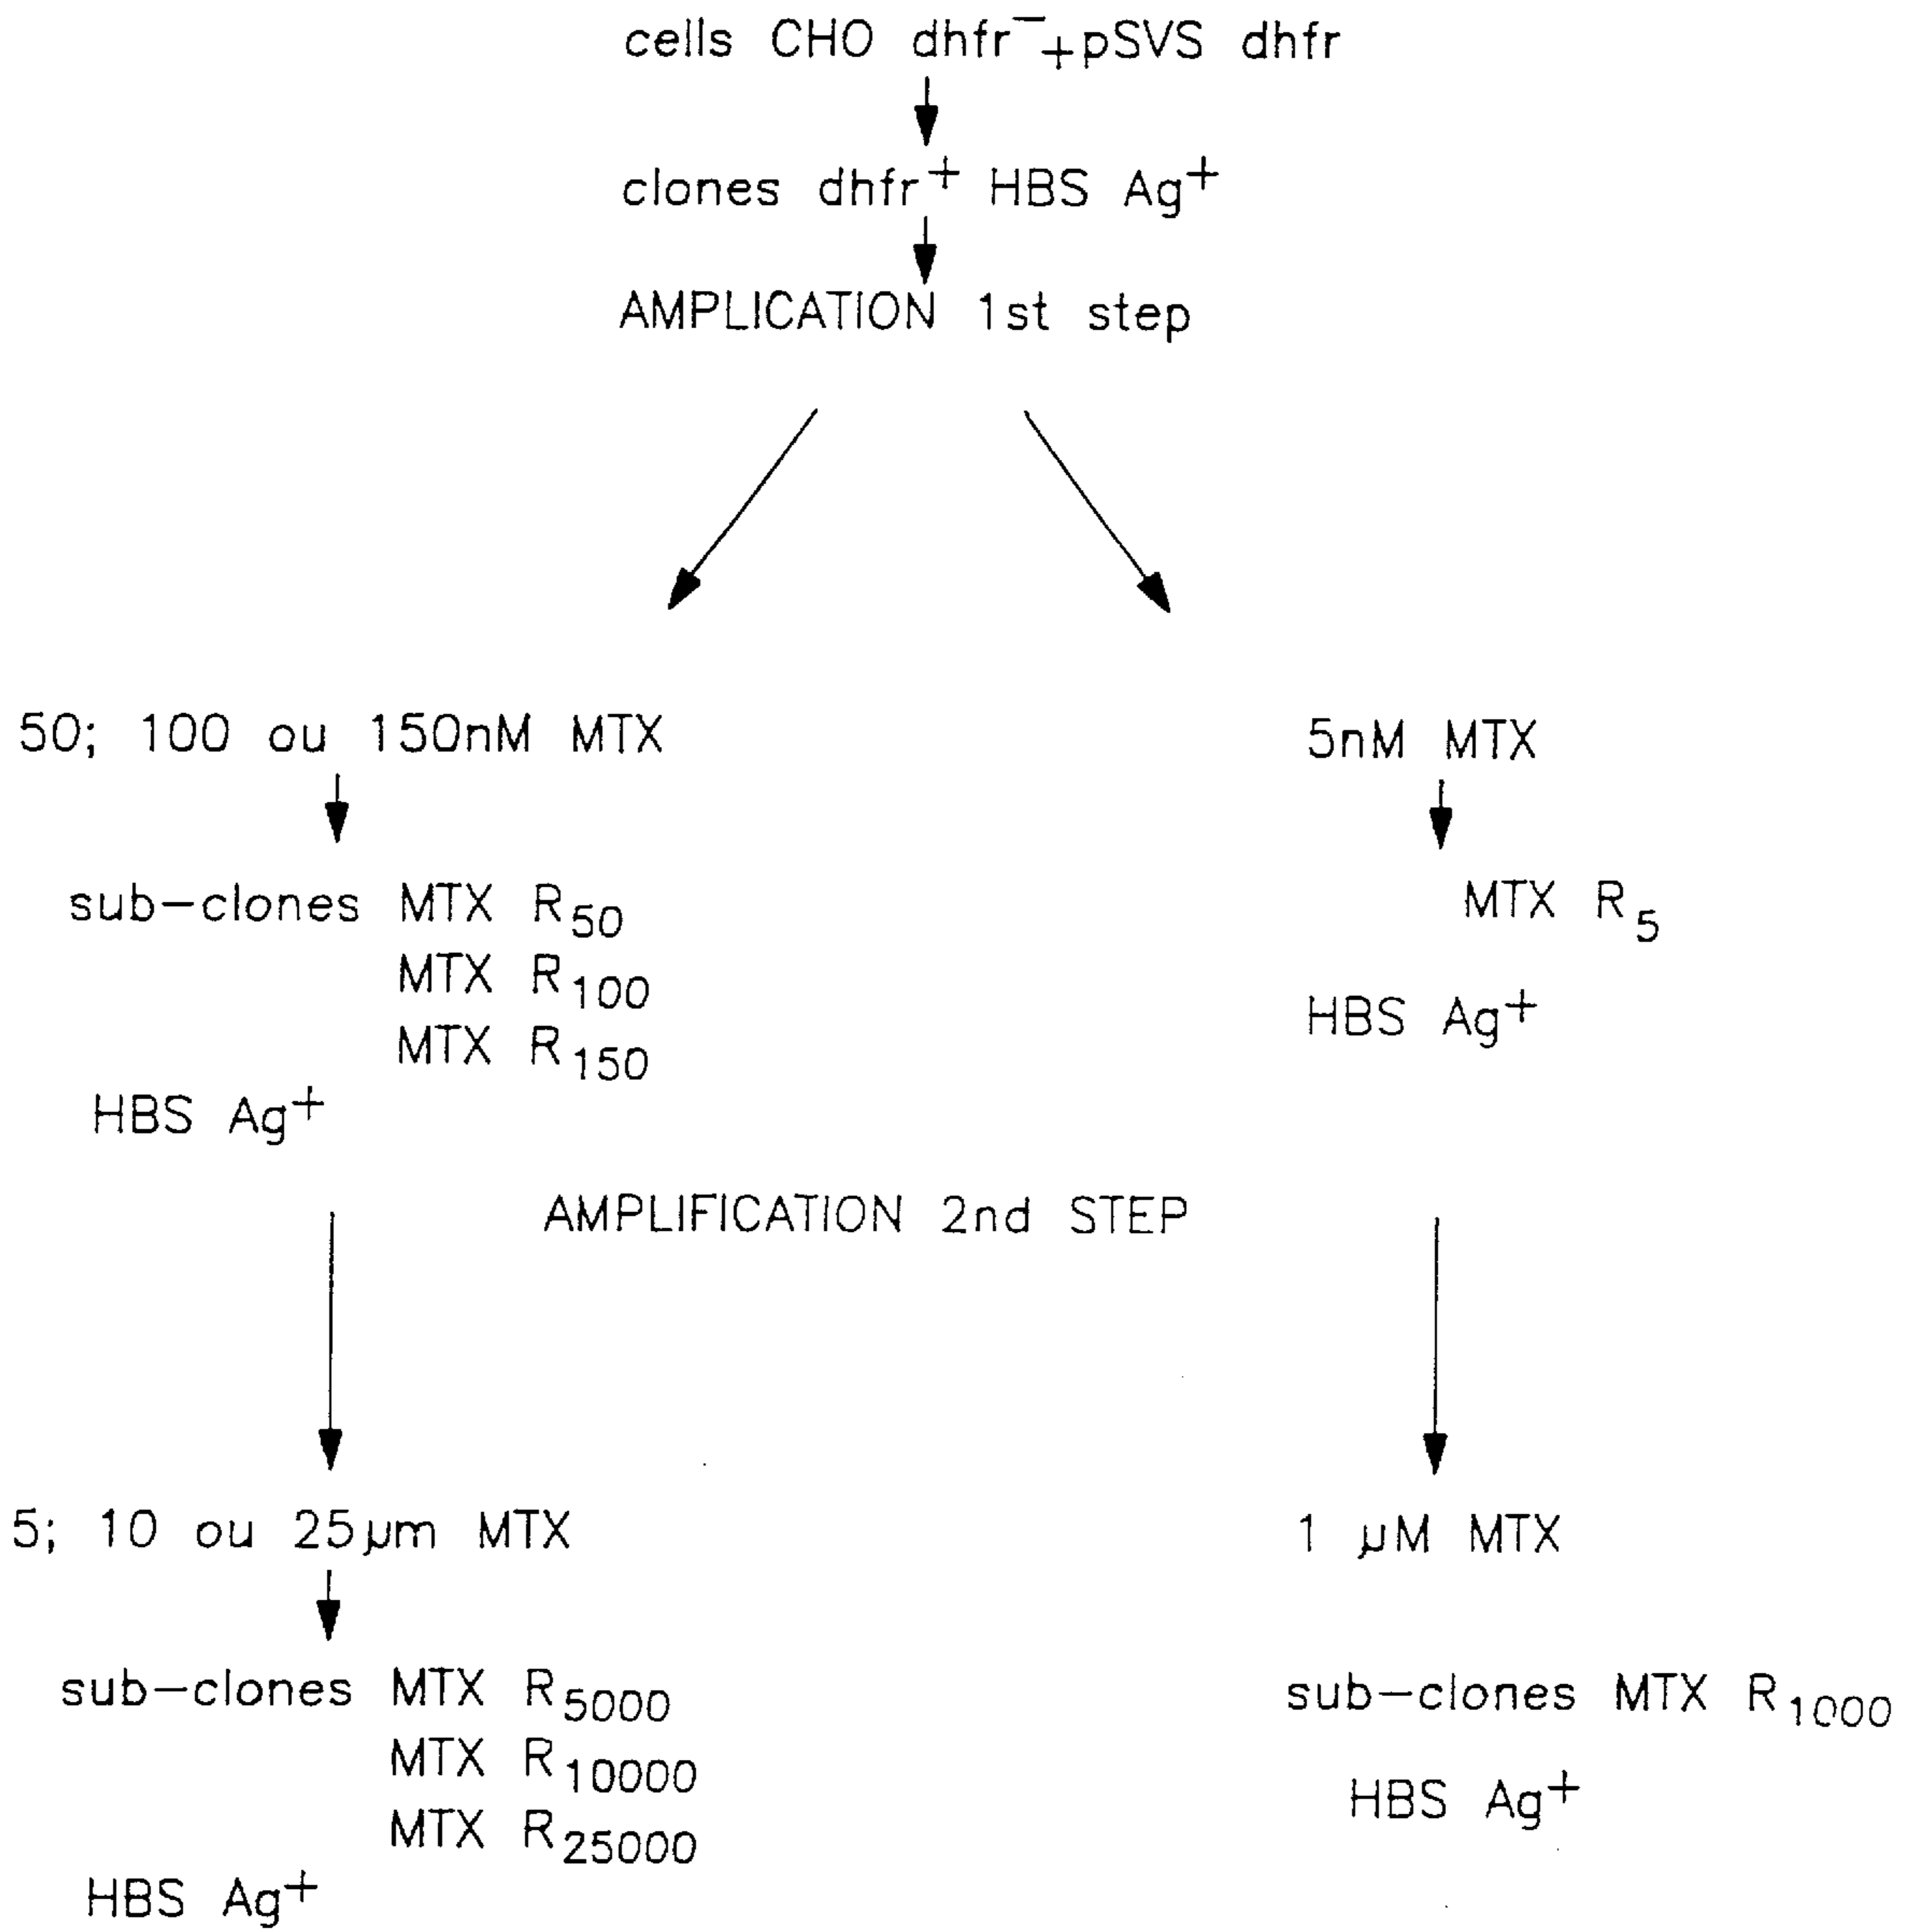 cells CHO dhfr⁻+pSVS dhfr
clones dhfr⁺ HBS Ag⁺
AMPLICATION 1st step
50; 100 ou 150nM MTX
sub-clones MTX R₅₀
MTX R₁₀₀
MTX R₁₅₀
HBS Ag⁺
5nM MTX
MTX R₅
HBS Ag⁺
AMPLIFICATION 2nd STEP
5; 10 ou 25µm MTX
sub-clones MTX R₅₀₀₀
MTX R₁₀₀₀₀
MTX R₂₅₀₀₀
HBS Ag⁺
1 µM MTX
sub-clones MTX R₁₀₀₀
HBS Ag⁺